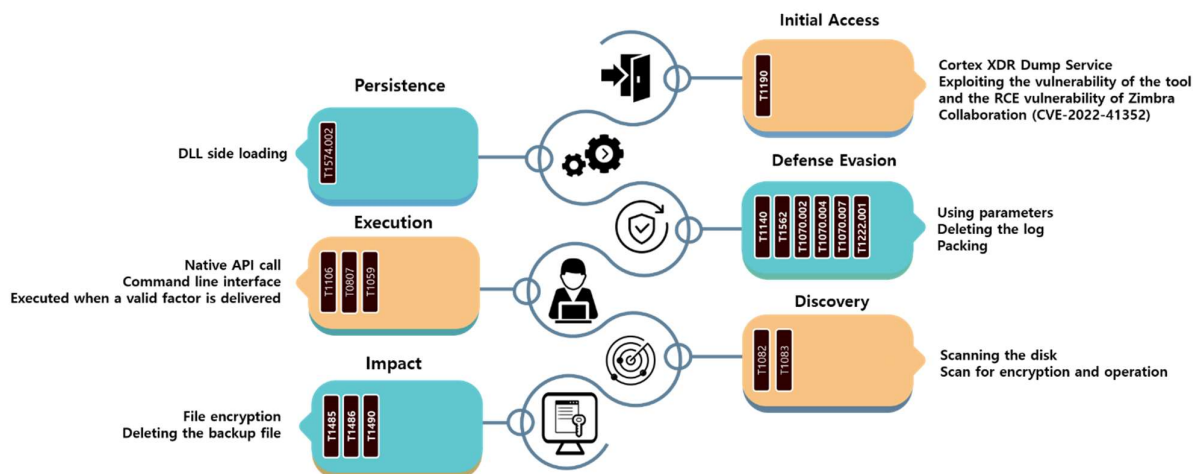 Initial Access
T1190
Cortex XDR Dump Service
Exploiting the vulnerability of the tool
and the RCE vulnerability of Zimbra
Collaboration (CVE-2022-41352)
Persistence
T1574.002
DLL side loading
Defense Evasion
T1140
T1562
T1070.002
T1070.004
T1070.007
T1222.001
Using parameters
Deleting the log
Packing
Execution
T1106
T0807
T1059
Native API call
Command line interface
Executed when a valid factor is delivered
Discovery
T1082
T1083
Scanning the disk
Scan for encryption and operation
Impact
T1485
T1486
T1490
File encryption
Deleting the backup file